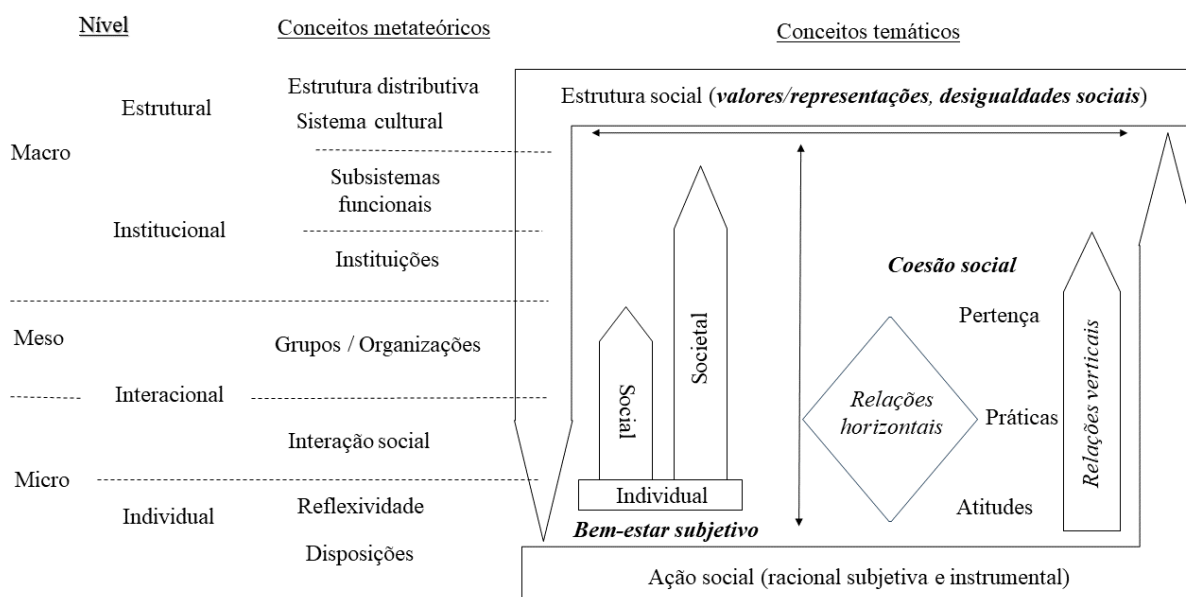 Nível
Conceitos metateóricos
Conceitos temáticos
Estrutural
Estrutura distributiva
Sistema cultural
Estrutura social (valores/representações, desigualdades sociais)
Macro
Subsistemas
funcionais
Institucional
Instituições
Coesão social
Meso
Grupos / Organizações
Pertença
Interacional
Social
Societal
Relações
horizontais
Práticas
Relações verticais
Interação social
Micro
Individual
Reflexividade
Individual
Atitudes
Bem-estar subjetivo
Disposições
Ação social (racional subjetiva e instrumental)